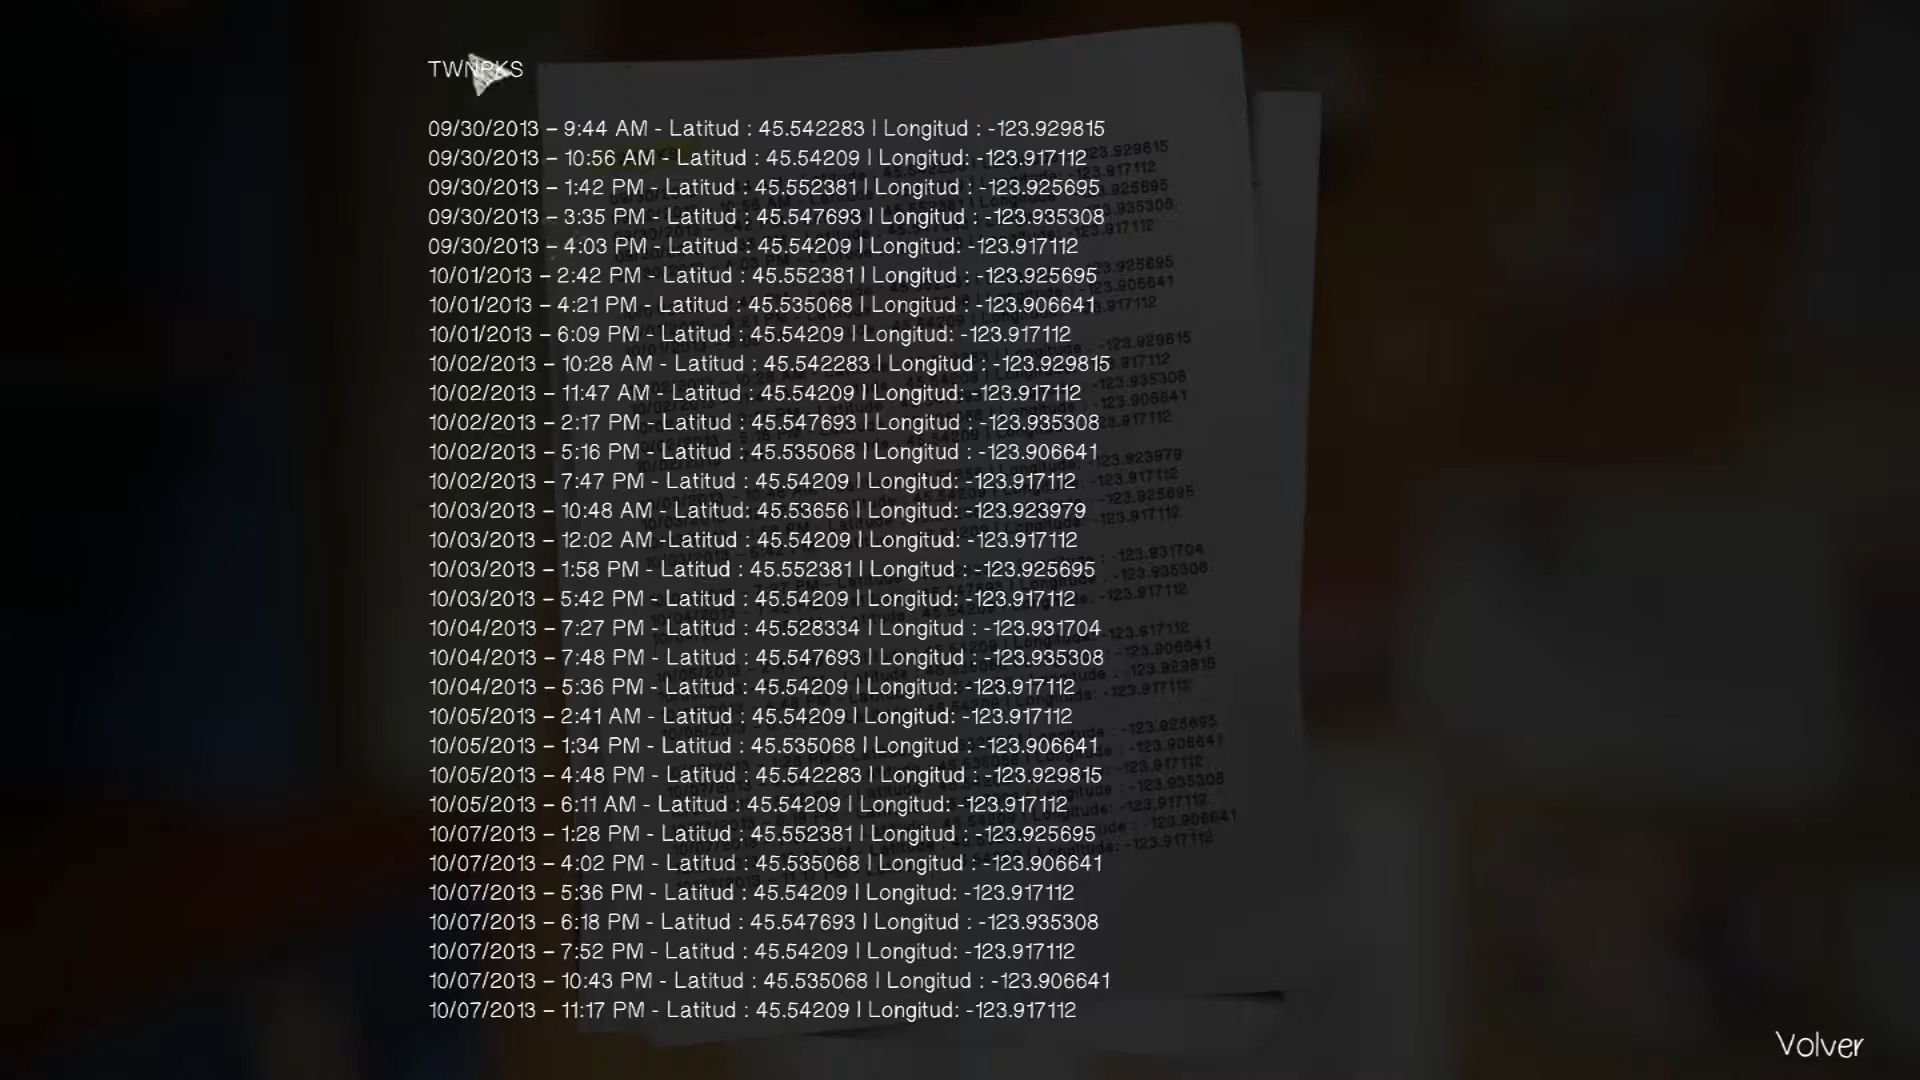 TWNPKS
09/30/2013 – 9:44 AM - Latitud : 45.542283 | Longitud : -123.929815
09/30/2013 – 10:56 AM - Latitud : 45.54209 | Longitud: -123.917112
09/30/2013 – 1:42 PM - Latitud : 45.552381 | Longitud : -123.925695
09/30/2013 – 3:35 PM - Latitud : 45.547693 | Longitud : -123.935308
09/30/2013 – 4:03 PM - Latitud : 45.54209 | Longitud: -123.917112
10/01/2013 – 2:42 PM - Latitud : 45.552381 | Longitud : -123.925695
10/01/2013 – 4:21 PM - Latitud : 45.535068 | Longitud : -123.906641
10/01/2013 – 6:09 PM - Latitud : 45.54209 | Longitud: -123.917112
10/02/2013 – 10:28 AM - Latitud : 45.542283 | Longitud : -123.929815
10/02/2013 – 11:47 AM - Latitud : 45.54209 | Longitud: -123.917112
10/02/2013 – 2:17 PM - Latitud : 45.547693 | Longitud : -123.935308
10/02/2013 – 5:16 PM - Latitud : 45.535068 | Longitud : -123.906641
10/02/2013 – 7:47 PM - Latitud : 45.54209 | Longitud: -123.917112
10/03/2013 – 10:48 AM - Latitud: 45.53656 | Longitud: -123.923979
10/03/2013 – 12:02 AM -Latitud : 45.54209 | Longitud: -123.917112
10/03/2013 – 1:58 PM - Latitud : 45.552381 | Longitud : -123.925695
10/03/2013 – 5:42 PM - Latitud : 45.54209 | Longitud: -123.917112
10/04/2013 – 7:27 PM - Latitud : 45.528334 | Longitud : -123.931704
10/04/2013 – 7:48 PM - Latitud : 45.547693 | Longitud : -123.935308
10/04/2013 – 5:36 PM - Latitud : 45.54209 | Longitud: -123.917112
10/05/2013 – 2:41 AM - Latitud : 45.54209 | Longitud: -123.917112
10/05/2013 – 1:34 PM - Latitud : 45.535068 | Longitud : -123.906641
10/05/2013 – 4:48 PM - Latitud : 45.542283 | Longitud : -123.929815
10/05/2013 – 6:11 AM - Latitud : 45.54209 | Longitud: -123.917112
10/07/2013 – 1:28 PM - Latitud : 45.552381 | Longitud : -123.925695
10/07/2013 – 4:02 PM - Latitud : 45.535068 | Longitud : -123.906641
10/07/2013 – 5:36 PM - Latitud : 45.54209 | Longitud: -123.917112
10/07/2013 – 6:18 PM - Latitud : 45.547693 | Longitud : -123.935308
10/07/2013 – 7:52 PM - Latitud : 45.54209 | Longitud: -123.917112
10/07/2013 – 10:43 PM - Latitud : 45.535068 | Longitud : -123.906641
10/07/2013 – 11:17 PM - Latitud : 45.54209 | Longitud: -123.917112
Volver